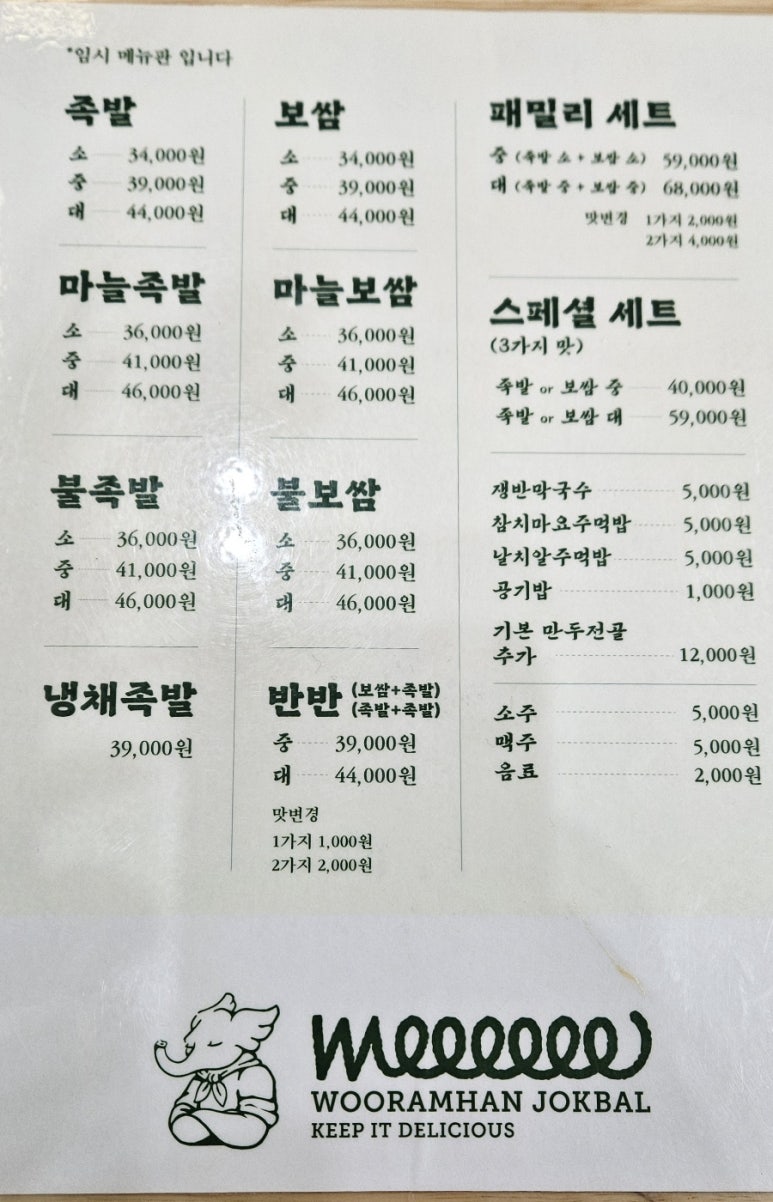 *임시 메뉴판 입니다
족발
소 34,000원
중 39,000원
대 44,000원
마늘족발
소 36,000원
중 41,000원
대 46,000원
불족발
소 36,000원
중 41,000원
대 46,000원
냉채족발
39,000원
보쌈
소 34,000원
중 39,000원
대 44,000원
마늘보쌈
소 36,000원
중 41,000원
대 46,000원
불보쌈
소 36,000원
중 41,000원
대 46,000원
반반 (보쌈+족발)
(족발+족발)
중 39,000원
대 44,000원
맛변경
1가지 1,000원
2가지 2,000원
패밀리 세트
중 (족발 소 + 보쌈 소) 59,000원
대 (족발 중 + 보쌈 중) 68,000원
맛변경 1가지 2,000원
2가지 4,000원
스페셜 세트
(3가지 맛)
족발 or 보쌈 중 40,000원
족발 or 보쌈 대 59,000원
쟁반막국수 5,000원
참치마요주먹밥 5,000원
날치알주먹밥 5,000원
공기밥 1,000원
기본 만두전골
추가 12,000원
소주 5,000원
맥주 5,000원
음료 2,000원
WOORAMHAN JOKBAL
KEEP IT DELICIOUS